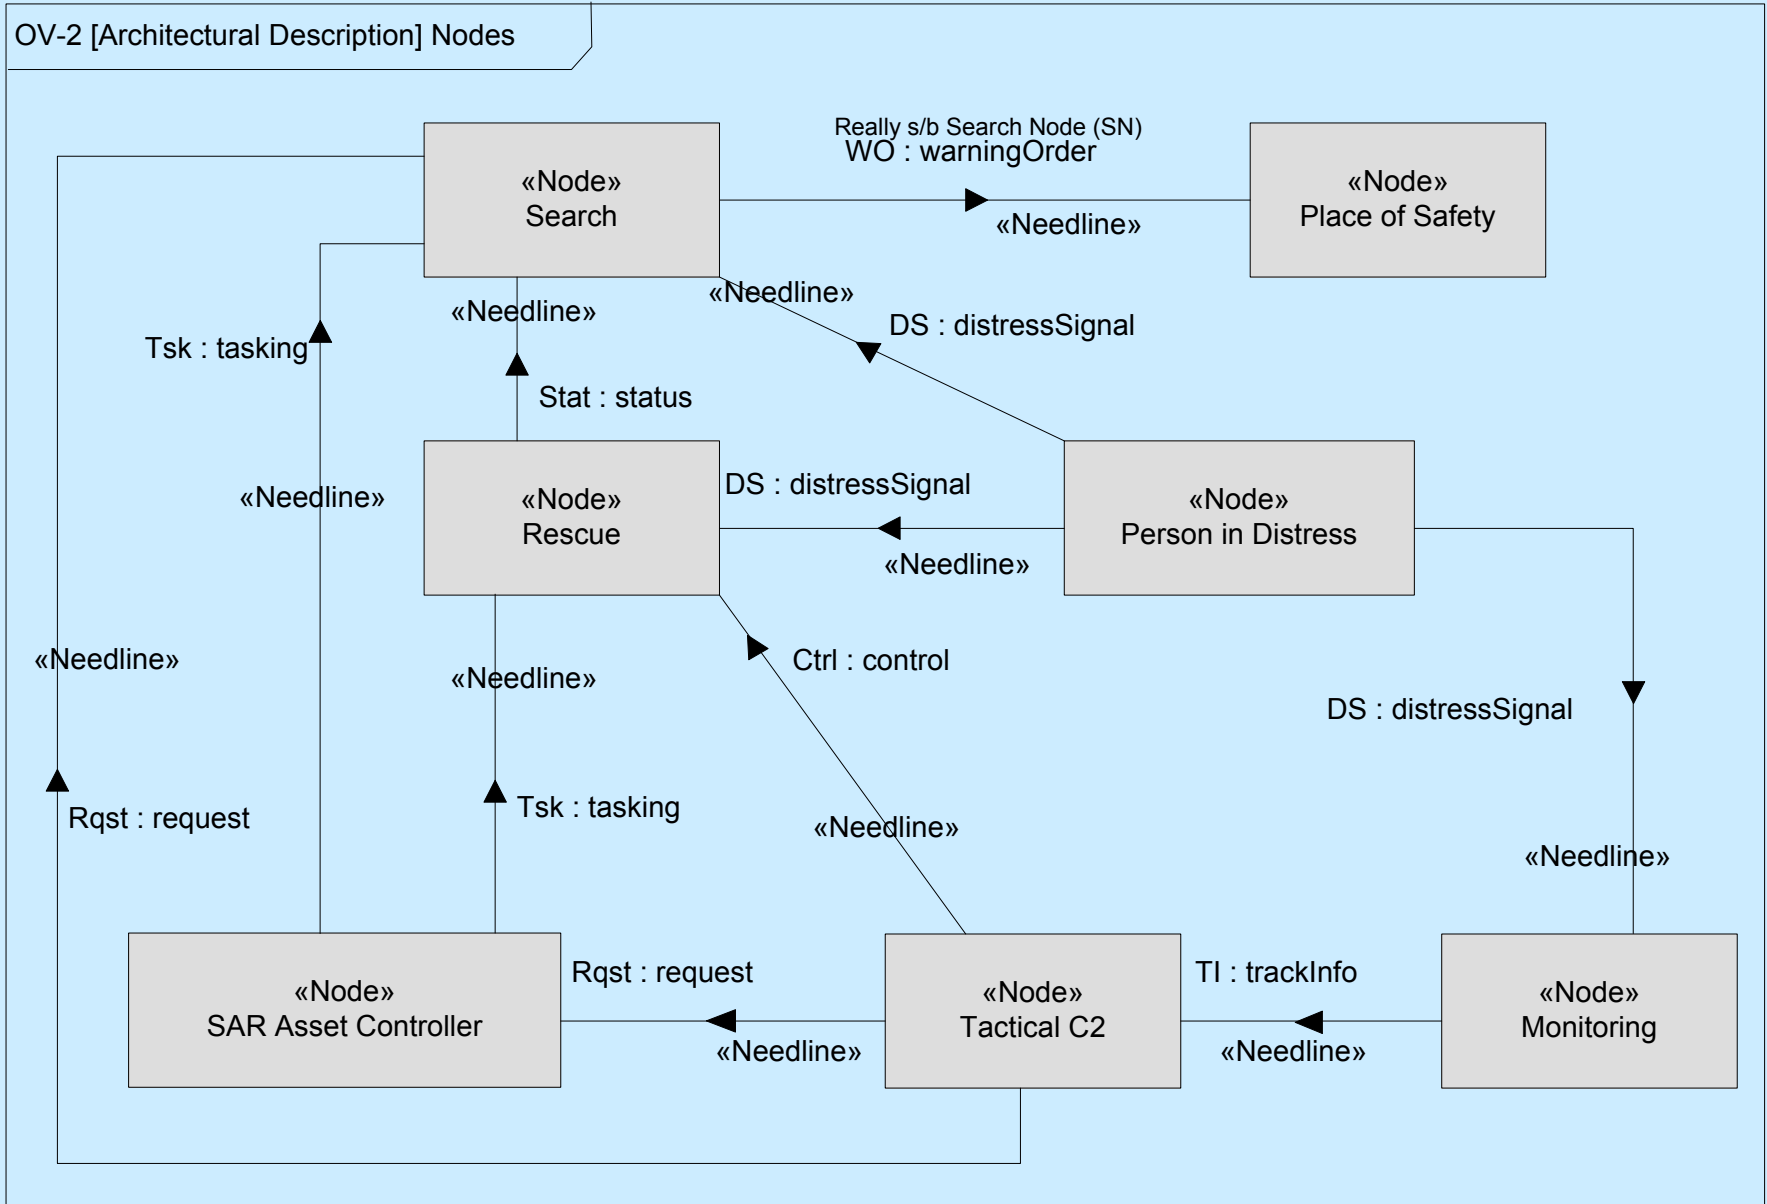 OV-2 [Architectural Description] Nodes
Really s/b Search Node (SN)
WO : warningOrder
«Node»
Search
«Needline»
«Node»
Place of Safety
«Needline»
«Needline»
DS : distressSignal
Tsk : tasking
Stat : status
«Needline»
«Node»
Rescue
DS : distressSignal
«Needline»
«Node»
Person in Distress
«Needline»
«Needline»
Ctrl : control
DS : distressSignal
Rqst : request
Tsk : tasking
«Needline»
«Needline»
«Node»
SAR Asset Controller
Rqst : request
«Needline»
«Node»
Tactical C2
TI : trackInfo
«Needline»
«Node»
Monitoring